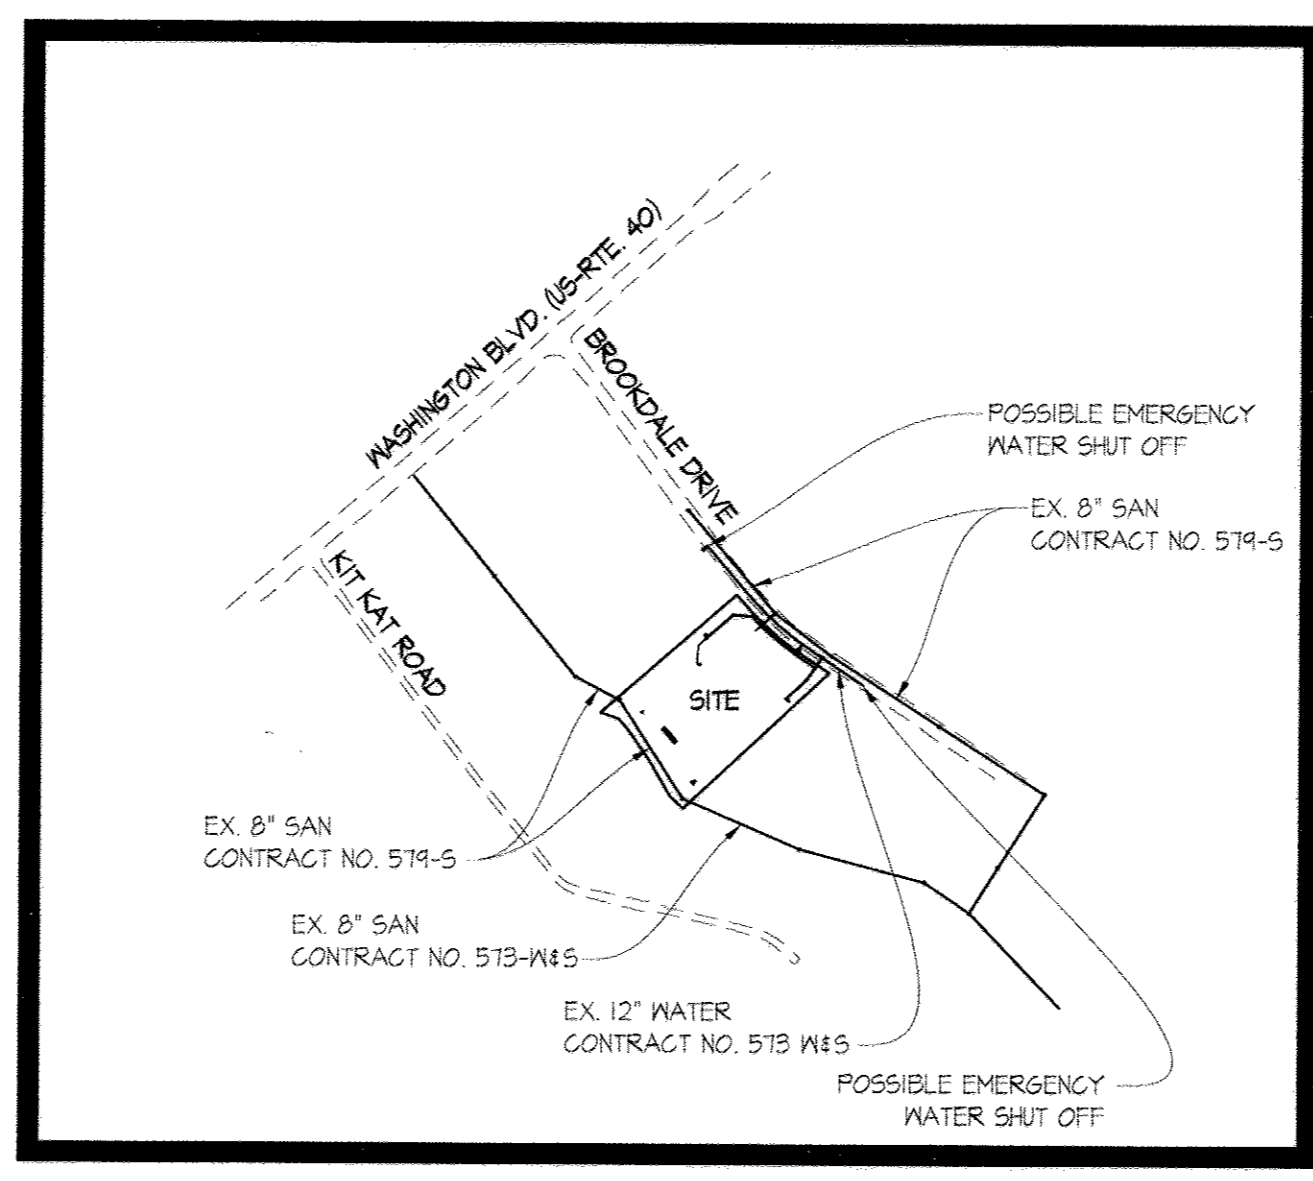 WASHINGTON BLVD. (US-RTE. 40)
BROOKDALE DRIVE
KIT KAT ROAD
POSSIBLE EMERGENCY
WATER SHUT OFF
EX. 8" SAN
CONTRACT NO. 579-S
SITE
EX. 8" SAN
CONTRACT NO. 579-S
EX. 8" SAN
CONTRACT NO. 573-W&S
EX. 12" WATER
CONTRACT NO. 573 W&S
POSSIBLE EMERGENCY
WATER SHUT OFF